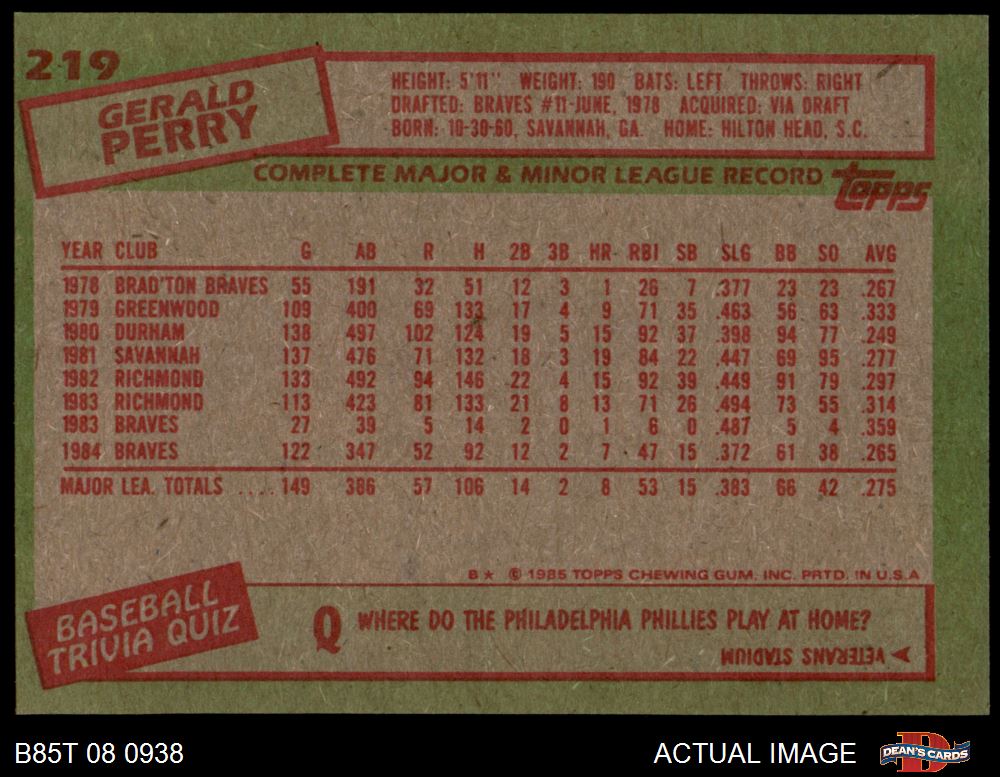 219
GERALD
PERRY
HEIGHT: 5'11" WEIGHT: 190 BATS: LEFT THROWS: RIGHT
DRAFTED: BRAVES #11-JUNE, 1978 ACQUIRED: VIA DRAFT
BORN: 10-30-60, SAVANNAH, GA. HOME: HILTON HEAD, S.C.
COMPLETE MAJOR & MINOR LEAGUE RECORD
topps
YEAR CLUB G AB R H 2B 3B HR RBI SB SLG BB SO AVG
1978 BRAD'TON BRAVES 55 191 32 51 12 3 1 26 7 .377 23 23 .267
1979 GREENWOOD 109 400 69 133 17 4 9 71 35 .463 56 63 .333
1980 DURHAM 138 497 102 124 19 5 15 92 37 .398 94 77 .249
1981 SAVANNAH 137 476 71 132 18 3 19 84 22 .447 69 95 .277
1982 RICHMOND 133 492 94 146 22 4 15 92 39 .449 91 79 .297
1983 RICHMOND 113 423 81 133 21 8 13 71 26 .494 73 55 .314
1983 BRAVES 27 39 5 14 2 0 1 6 0 .487 5 4 .359
1984 BRAVES 122 347 52 92 12 2 7 47 15 .372 61 38 .265
MAJOR LEA. TOTALS .... 149 386 57 106 14 2 8 53 15 .383 66 42 .275
B★ © 1985 TOPPS CHEWING GUM, INC. PRTD. IN U.S.A
BASEBALL
TRIVIA QUIZ
Q WHERE DO THE PHILADELPHIA PHILLIES PLAY AT HOME?
A VETERANS STADIUM
B85T 08 0938
ACTUAL IMAGE
DEAN'S CARDS